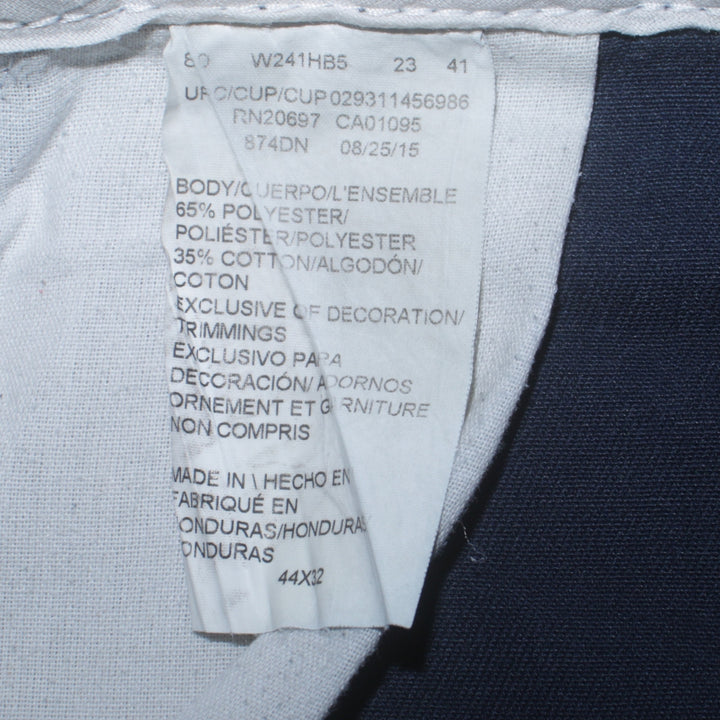 80 W241HB5 23 41
UPC/CUP/CUP 029311456986
RN20697 CA01095
874DN 08/25/15
BODY/CUERPO/L'ENSEMBLE
65% POLYESTER/
POLIÉSTER/POLYESTER
35% COTTON/ALGODÓN/
COTON
EXCLUSIVE OF DECORATION/
TRIMMINGS
EXCLUSIVO PARA
DECORACIÓN/ADORNOS
ORNEMENT ET GARNITURE
NON COMPRIS
MADE IN \ HECHO EN
FABRIQUÉ EN
HONDURAS/HONDURAS
HONDURAS
44X32